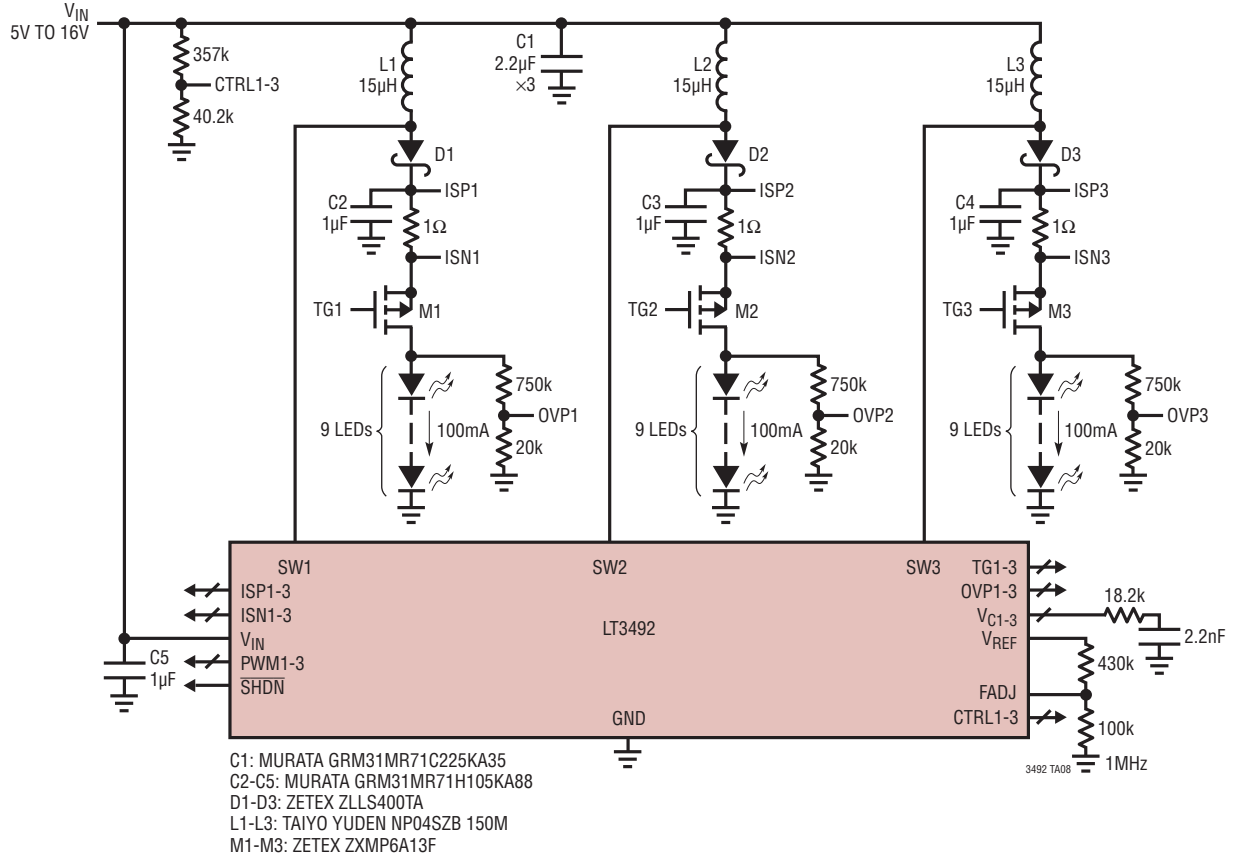 VIN
5V TO 16V
357k
CTRL1-3
40.2k
L1
15µH
C1
2.2µF
×3
L2
15µH
L3
15µH
D1
D2
D3
ISP1
ISP2
ISP3
C2
1µF
1Ω
C3
1µF
1Ω
C4
1µF
1Ω
ISN1
ISN2
ISN3
TG1
M1
TG2
M2
TG3
M3
750k
750k
750k
9 LEDs
100mA
OVP1
9 LEDs
100mA
OVP2
9 LEDs
100mA
OVP3
20k
20k
20k
SW1
SW2
SW3
TG1-3
ISP1-3
OVP1-3
ISN1-3
VC1-3
18.2k
2.2nF
LT3492
VIN
VREF
C5
1µF
PWM1-3
430k
SHDN
FADJ
GND
CTRL1-3
100k
1MHz
3492 TA08
C1: MURATA GRM31MR71C225KA35
C2-C5: MURATA GRM31MR71H105KA88
D1-D3: ZETEX ZLLS400TA
L1-L3: TAIYO YUDEN NP04SZB 150M
M1-M3: ZETEX ZXMP6A13F